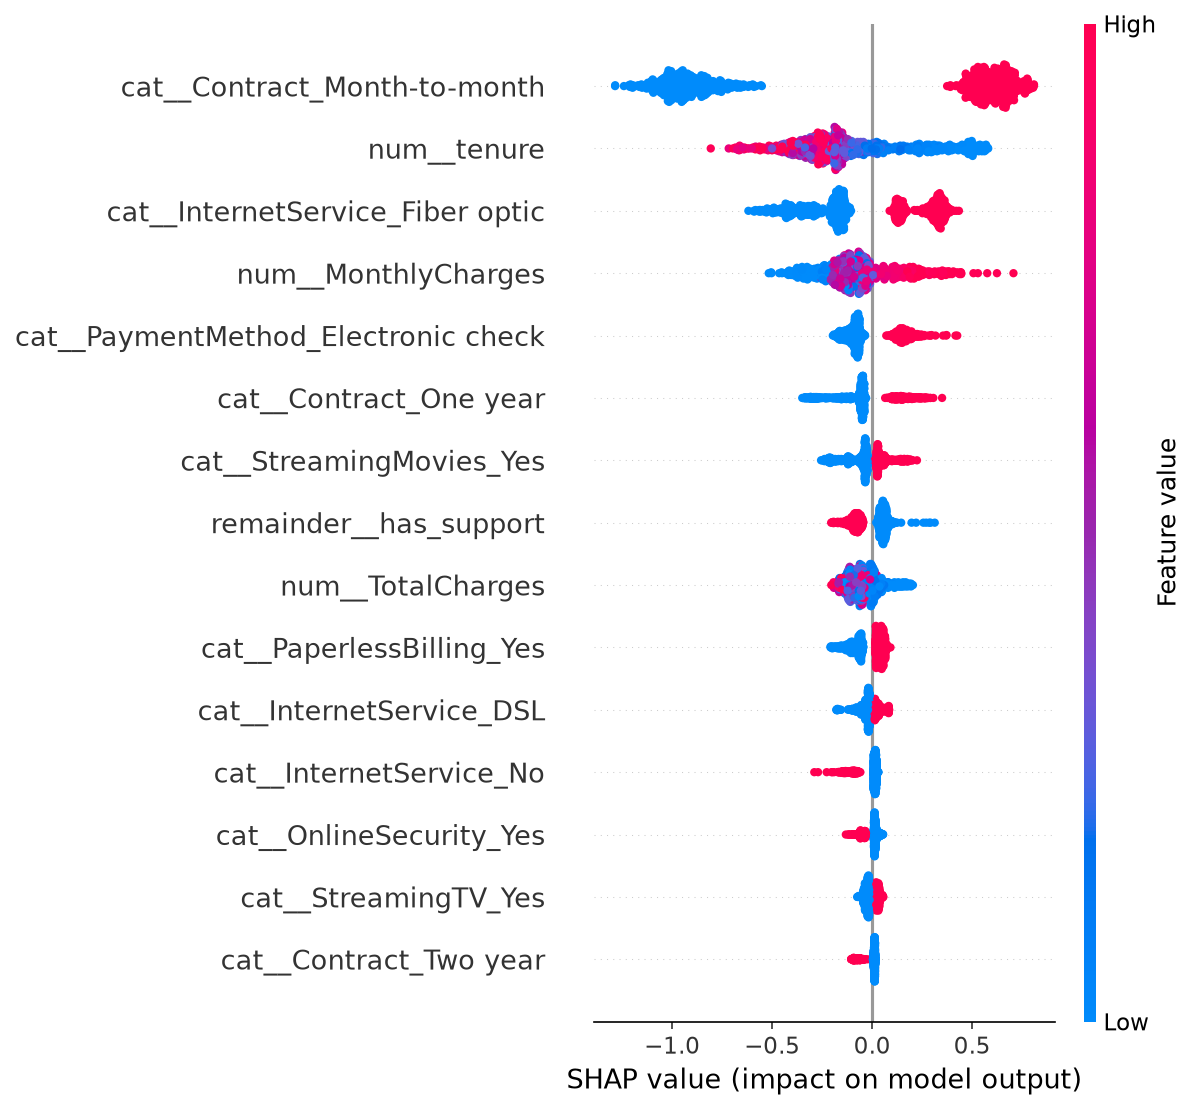 High
cat__Contract_Month-to-month
num__tenure
cat__InternetService_Fiber optic
num__MonthlyCharges
cat__PaymentMethod_Electronic check
cat__Contract_One year
cat__StreamingMovies_Yes
remainder__has_support
num__TotalCharges
cat__PaperlessBilling_Yes
cat__InternetService_DSL
cat__InternetService_No
cat__OnlineSecurity_Yes
cat__StreamingTV_Yes
cat__Contract_Two year
Feature value
Low
−1.0 −0.5 0.0 0.5
SHAP value (impact on model output)